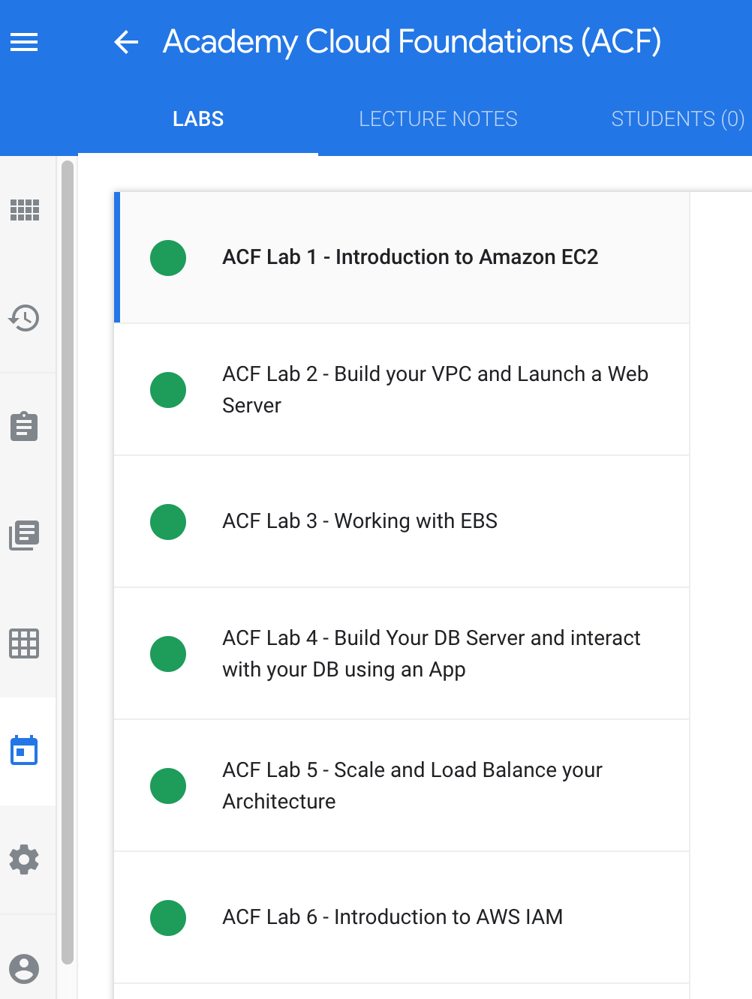 Academy Cloud Foundations (ACF)
LABS
LECTURE NOTES
STUDENTS (0)
ACF Lab 1 - Introduction to Amazon EC2
ACF Lab 2 - Build your VPC and Launch a Web
Server
ACF Lab 3 - Working with EBS
ACF Lab 4 - Build Your DB Server and interact
with your DB using an App
ACF Lab 5 - Scale and Load Balance your
Architecture
ACF Lab 6 - Introduction to AWS IAM